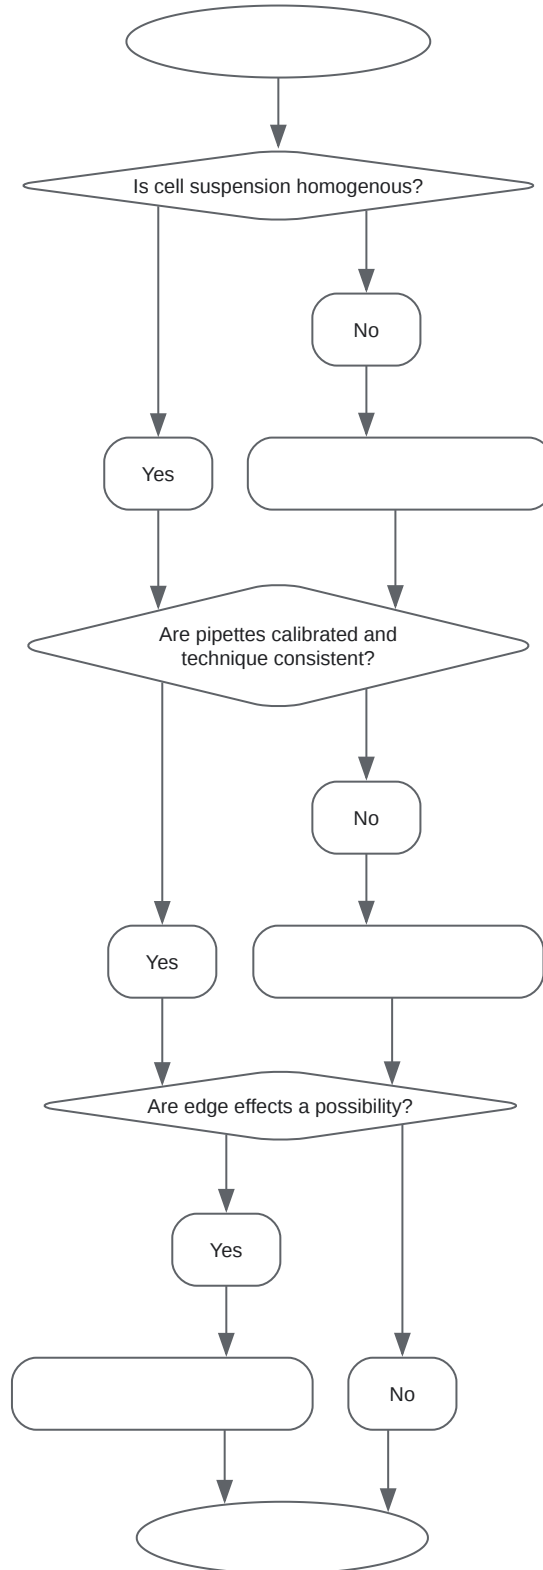 Is cell suspension homogenous?
No
Yes
Are pipettes calibrated and
technique consistent?
No
Yes
Are edge effects a possibility?
Yes
No